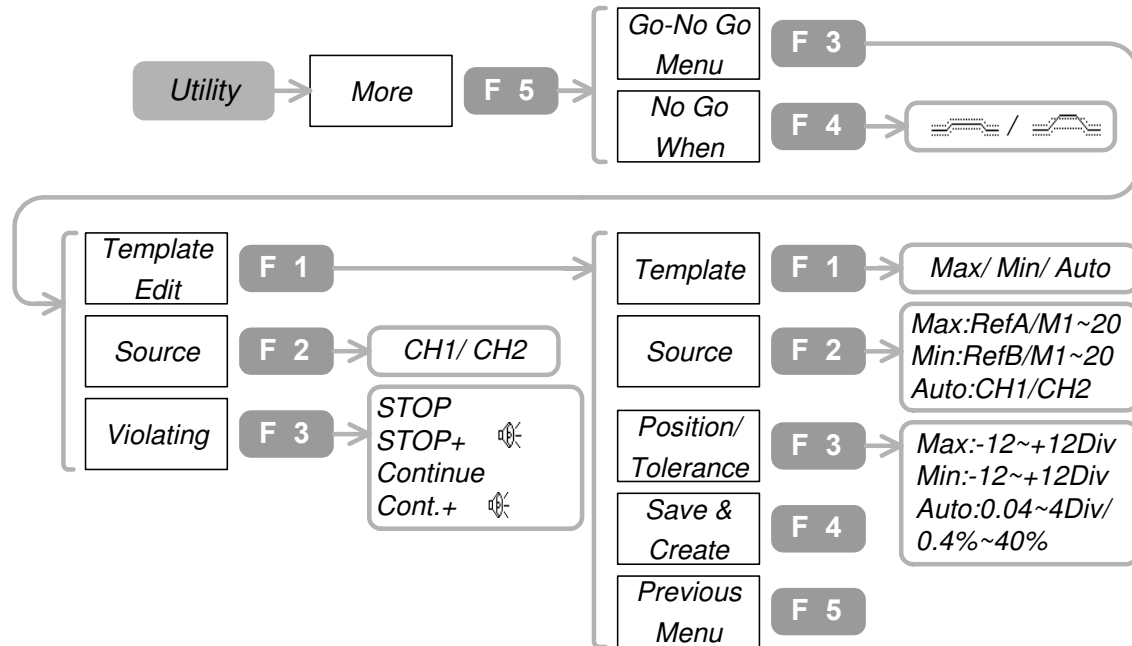 Utility
More
F 5
Go-No Go
Menu
F 3
No Go
When
F 4
/
Template
Edit
F 1
Source
F 2
CH1/ CH2
Violating
F 3
STOP
STOP+
Continue
Cont.+
Template
F 1
Max/ Min/ Auto
Source
F 2
Max:RefA/M1~20
Min:RefB/M1~20
Auto:CH1/CH2
Position/
Tolerance
F 3
Max:-12~+12Div
Min:-12~+12Div
Auto:0.04~4Div/
0.4%~40%
Save &
Create
F 4
Previous
Menu
F 5